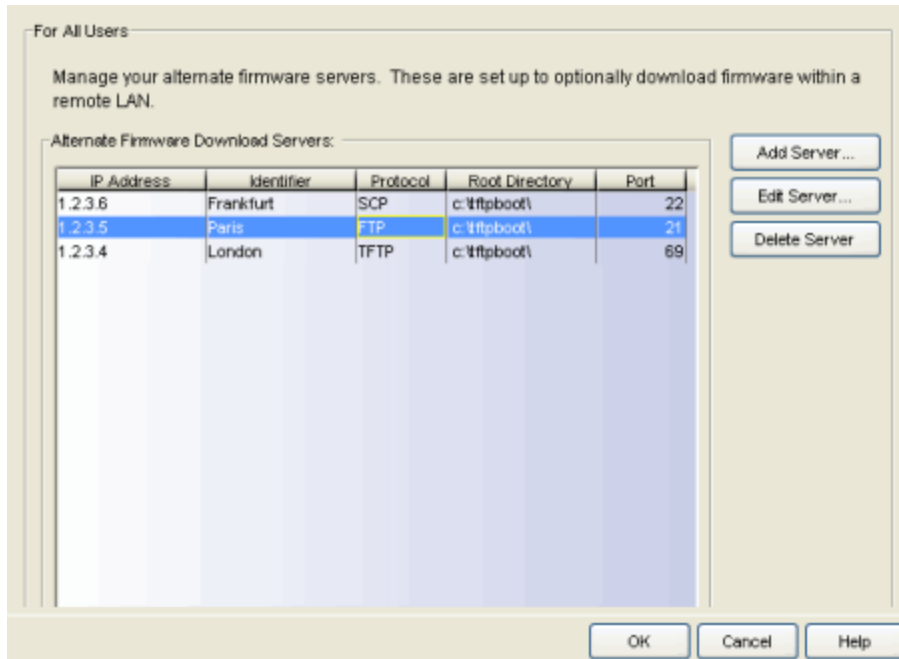 For All Users
Manage your alternate firmware servers. These are set up to optionally download firmware within a
remote LAN.
Alternate Firmware Download Servers:
Add Server...
IP Address Identifier Protocol Root Directory Port
1.2.3.6 Frankfurt SCP c:\tftpboot\ 22
Edit Server...
1.2.3.5 Paris FTP c:\tftpboot\ 21
Delete Server
1.2.3.4 London TFTP c:\tftpboot\ 69
OK Cancel Help